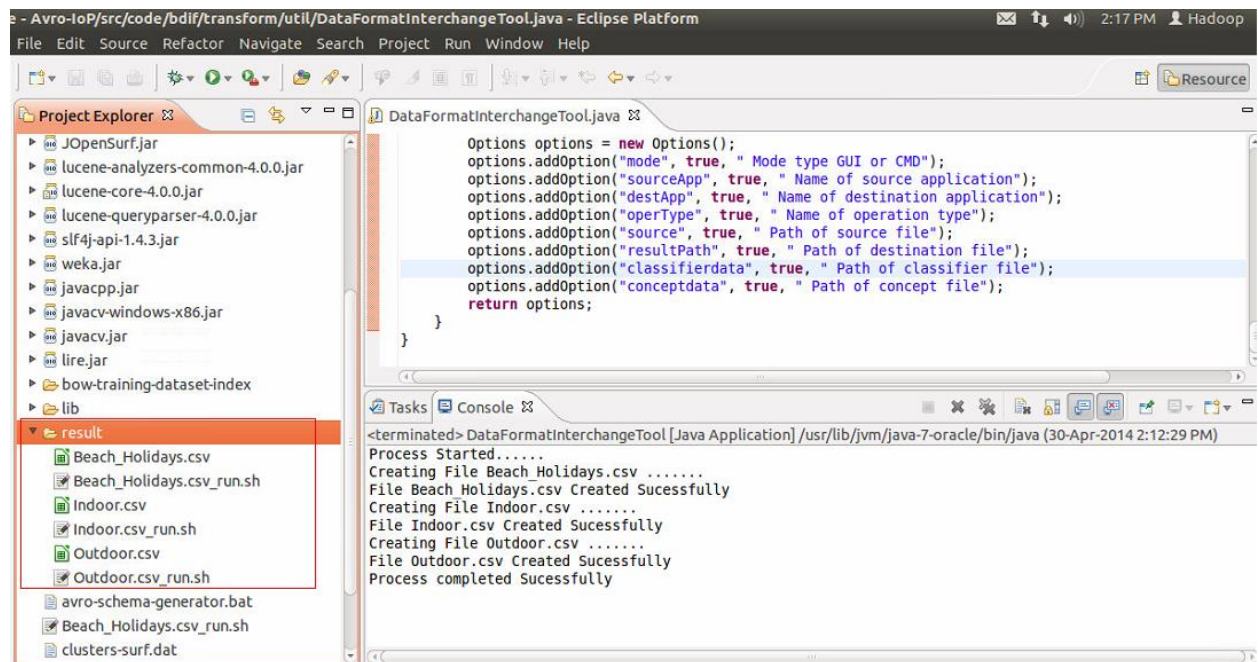 e - Avro-IoP/src/code/bdif/transform/util/DataFormatInterchangeTool.java - Eclipse Platform
2:17 PM Hadoop
File Edit Source Refactor Navigate Search Project Run Window Help
Resource
Project Explorer
JOpenSurf.jar
lucene-analyzers-common-4.0.0.jar
lucene-core-4.0.0.jar
lucene-queryparser-4.0.0.jar
slf4j-api-1.4.3.jar
weka.jar
javacpp.jar
javacv-windows-x86.jar
javacv.jar
lire.jar
bow-training-dataset-index
lib
result
Beach_Holidays.csv
Beach_Holidays.csv_run.sh
Indoor.csv
Indoor.csv_run.sh
Outdoor.csv
Outdoor.csv_run.sh
avro-schema-generator.bat
Beach_Holidays.csv_run.sh
clusters-surf.dat
DataFormatInterchangeTool.java
Options options = new Options();
options.addOption("mode", true, " Mode type GUI or CMD");
options.addOption("sourceApp", true, " Name of source application");
options.addOption("destApp", true, " Name of destination application");
options.addOption("operType", true, " Name of operation type");
options.addOption("source", true, " Path of source file");
options.addOption("resultPath", true, " Path of destination file");
options.addOption("classifierdata", true, " Path of classifier file");
options.addOption("conceptdata", true, " Path of concept file");
return options;
}
}
Tasks Console
<terminated> DataFormatInterchangeTool [Java Application] /usr/lib/jvm/java-7-oracle/bin/java (30-Apr-2014 2:12:29 PM)
Process Started......
Creating File Beach_Holidays.csv .......
File Beach_Holidays.csv Created Sucessfully
Creating File Indoor.csv .......
File Indoor.csv Created Sucessfully
Creating File Outdoor.csv .......
File Outdoor.csv Created Sucessfully
Process completed Sucessfully